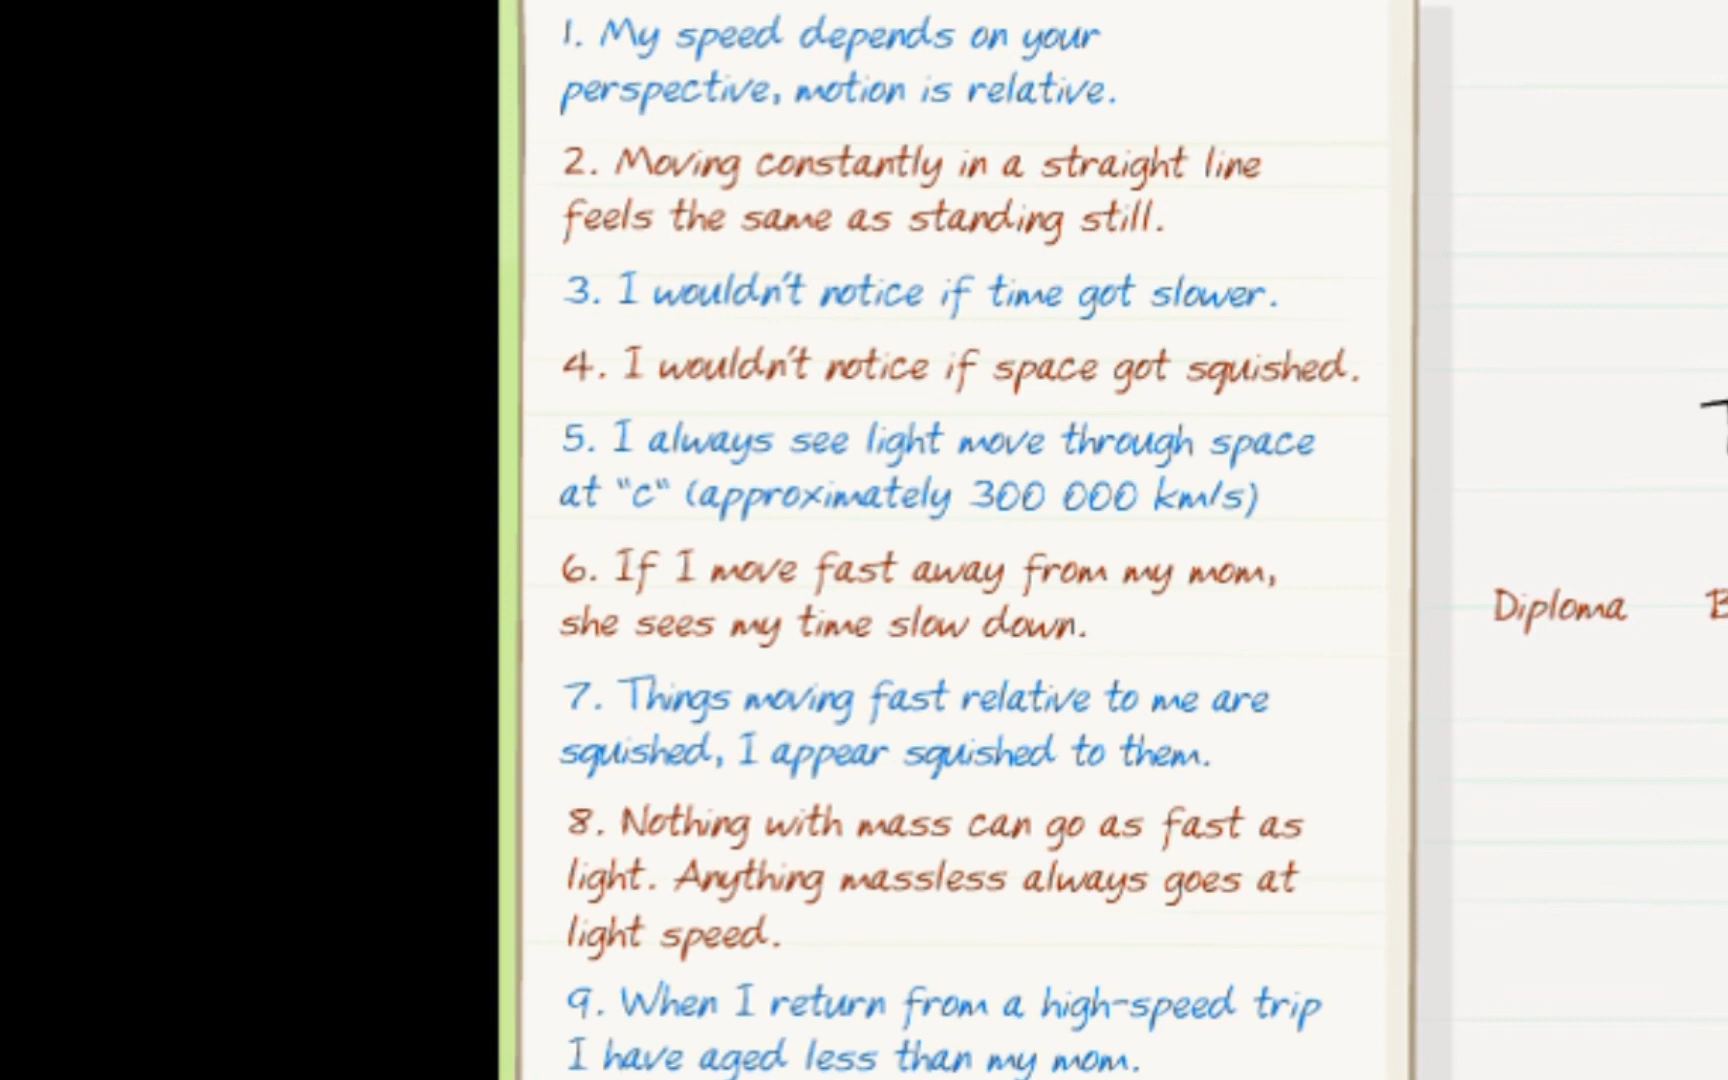 1. My speed depends on your
perspective, motion is relative.
2. Moving constantly in a straight line
feels the same as standing still.
3. I wouldn't notice if time got slower.
4. I wouldn't notice if space got squished.
5. I always see light move through space
at "c" (approximately 300 000 km/s)
6. If I move fast away from my mom,
she sees my time slow down.
7. Things moving fast relative to me are
squished, I appear squished to them.
8. Nothing with mass can go as fast as
light. Anything massless always goes at
light speed.
9. When I return from a high-speed trip
I have aged less than my mom.
Diploma